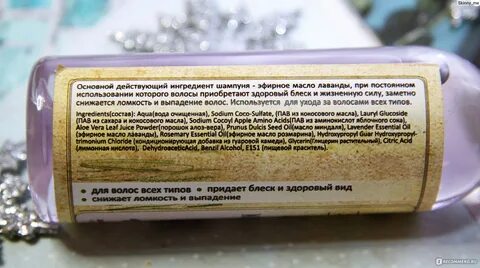 Skinny_me
Основной действующий ингредиент шампуня - эфирное масло лаванды, при постоянном
использовании которого волосы приобретают здоровый блеск и жизненную силу, заметно
снижается ломкость и выпадение волос. Используется для ухода за волосами всех типов.
Ingredients(состав): Aqua(вода очищенная), Sodium Coco-Sulfate, (ПАВ из кокосового масла), Lauryl Glucoside
(ПАВ из сахара и кокосового масла), Sodium Cocoyl Apple Amino Acids(ПАВ из аминокислот яблочного сока),
Aloe Vera Leaf Juice Powder(порошок алоэ-вера), Prunus Dulcis Seed Oil(масло миндаля), Lavender Essential Oil
(эфирное масло лаванды), Rosemary Essential Oil(эфирное масло розмарина), Hydroxypropyl Guar Hydroxypropyl-
trimonium Chloride (кондиционирующая добавка из гуаровой камеди), Glycerin(глицерин растительный), Citric Acid
(лимонная кислота), DehydroaceticAcid, Benzil Alcohol, E151 (пищевой краситель).
• для волос всех типов • придает блеск и здоровый вид
• снижает ломкость и выпадение
RECOMMEND.RU